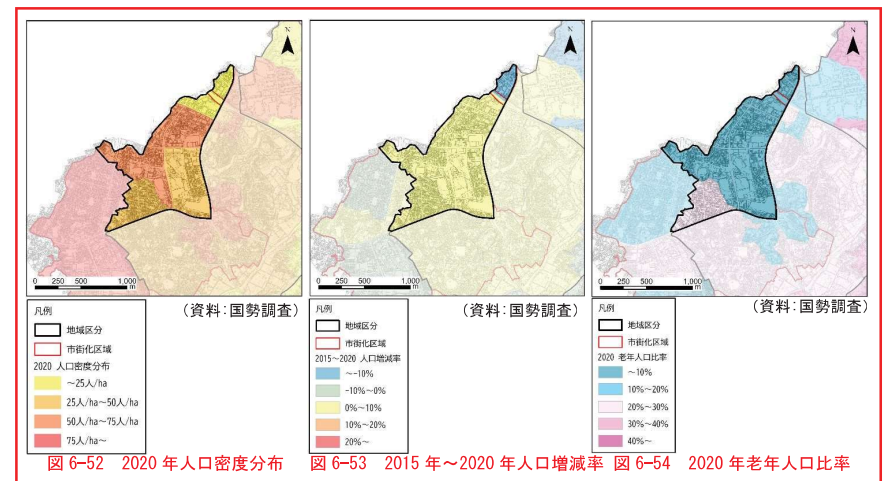 N
0 250 500 1,000
m
(資料:国勢調査)
凡例
地域区分
市街化区域
2020 人口密度分布
～25人/ha
25人/ha～50人/ha
50人/ha～75人/ha
75人/ha～
図 6-52 2020 年人口密度分布
N
0 250 500 1,000
m
(資料:国勢調査)
凡例
地域区分
市街化区域
2015～2020 人口増減率
～-10%
-10%～0%
0%～10%
10%～20%
20%～
図 6-53 2015 年～2020 年人口増減率
N
0 250 500 1,000
m
(資料:国勢調査)
凡例
地域区分
市街化区域
2020 老年人口比率
～10%
10%～20%
20%～30%
30%～40%
40%～
図 6-54 2020 年老年人口比率